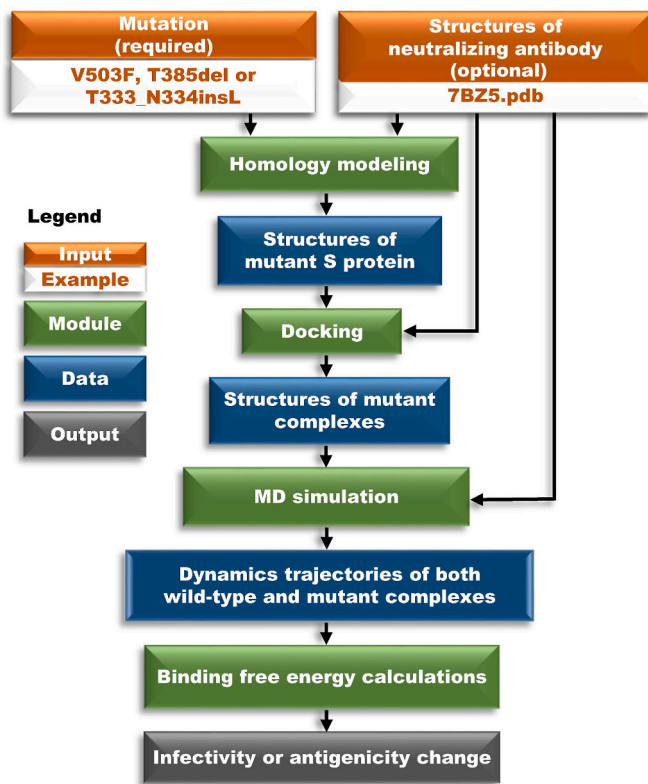 Mutation
(required)
V503F, T385del or
T333_N334insL
Structures of
neutralizing antibody
(optional)
7BZ5.pdb
Homology modeling
Legend
Input
Example
Module
Data
Output
Structures of
mutant S protein
Docking
Structures of mutant
complexes
MD simulation
Dynamics trajectories of both
wild-type and mutant complexes
Binding free energy calculations
Infectivity or antigenicity change